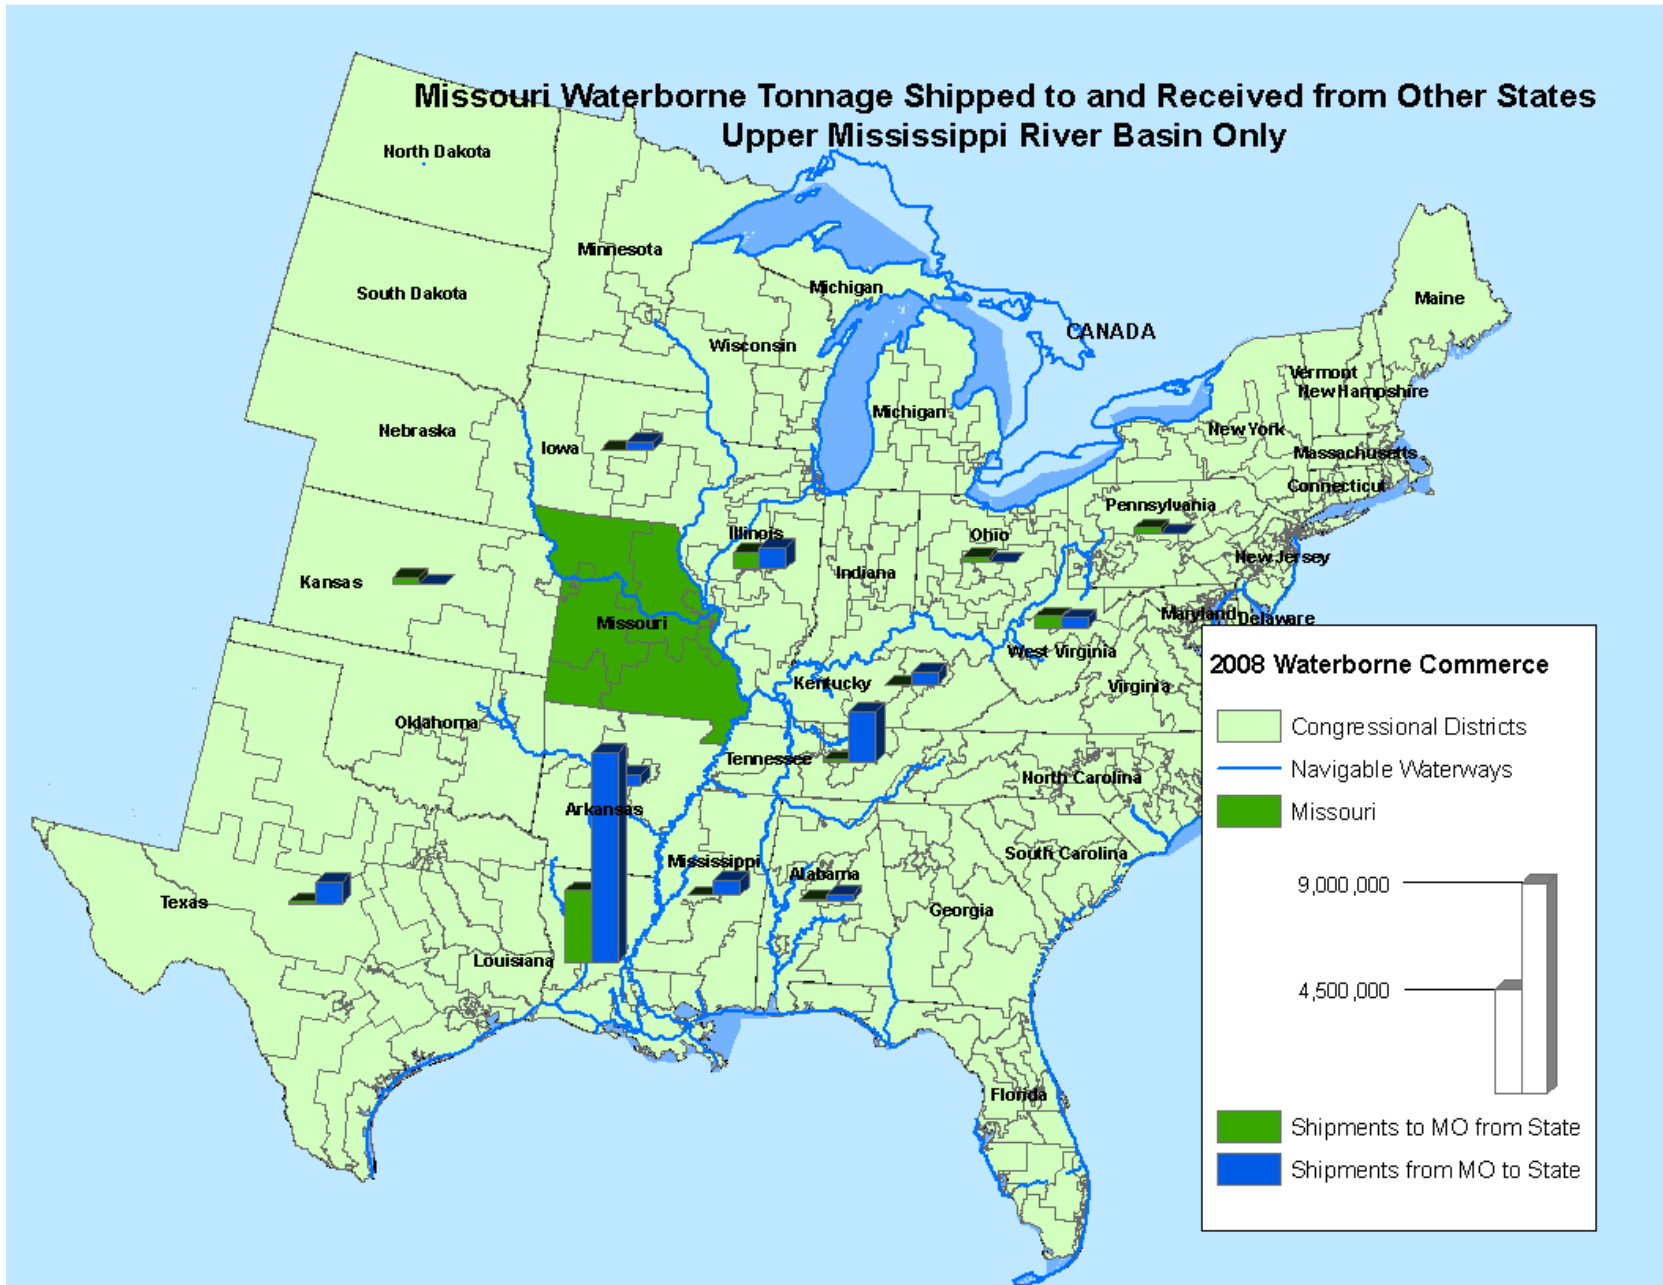 Missouri Waterborne Tonnage Shipped to and Received from Other States
Upper Mississippi River Basin Only
North Dakota
Minnesota
South Dakota
Michigan
Maine
CANADA
Wisconsin
Vermont
New Hampshire
Michigan
Nebraska
Iowa
New York
Massachusetts
Connecticut
Pennsylvania
Illinois
Ohio
New Jersey
Indiana
Kansas
Missouri
Maryland
Delaware
West Virginia
Kentucky
Virginia
Oklahoma
Tennessee
North Carolina
Arkansas
South Carolina
Mississippi
Alabama
Texas
Georgia
Louisiana
Florida
2008 Waterborne Commerce
Congressional Districts
Navigable Waterways
Missouri
9,000,000
4,500,000
Shipments to MO from State
Shipments from MO to State